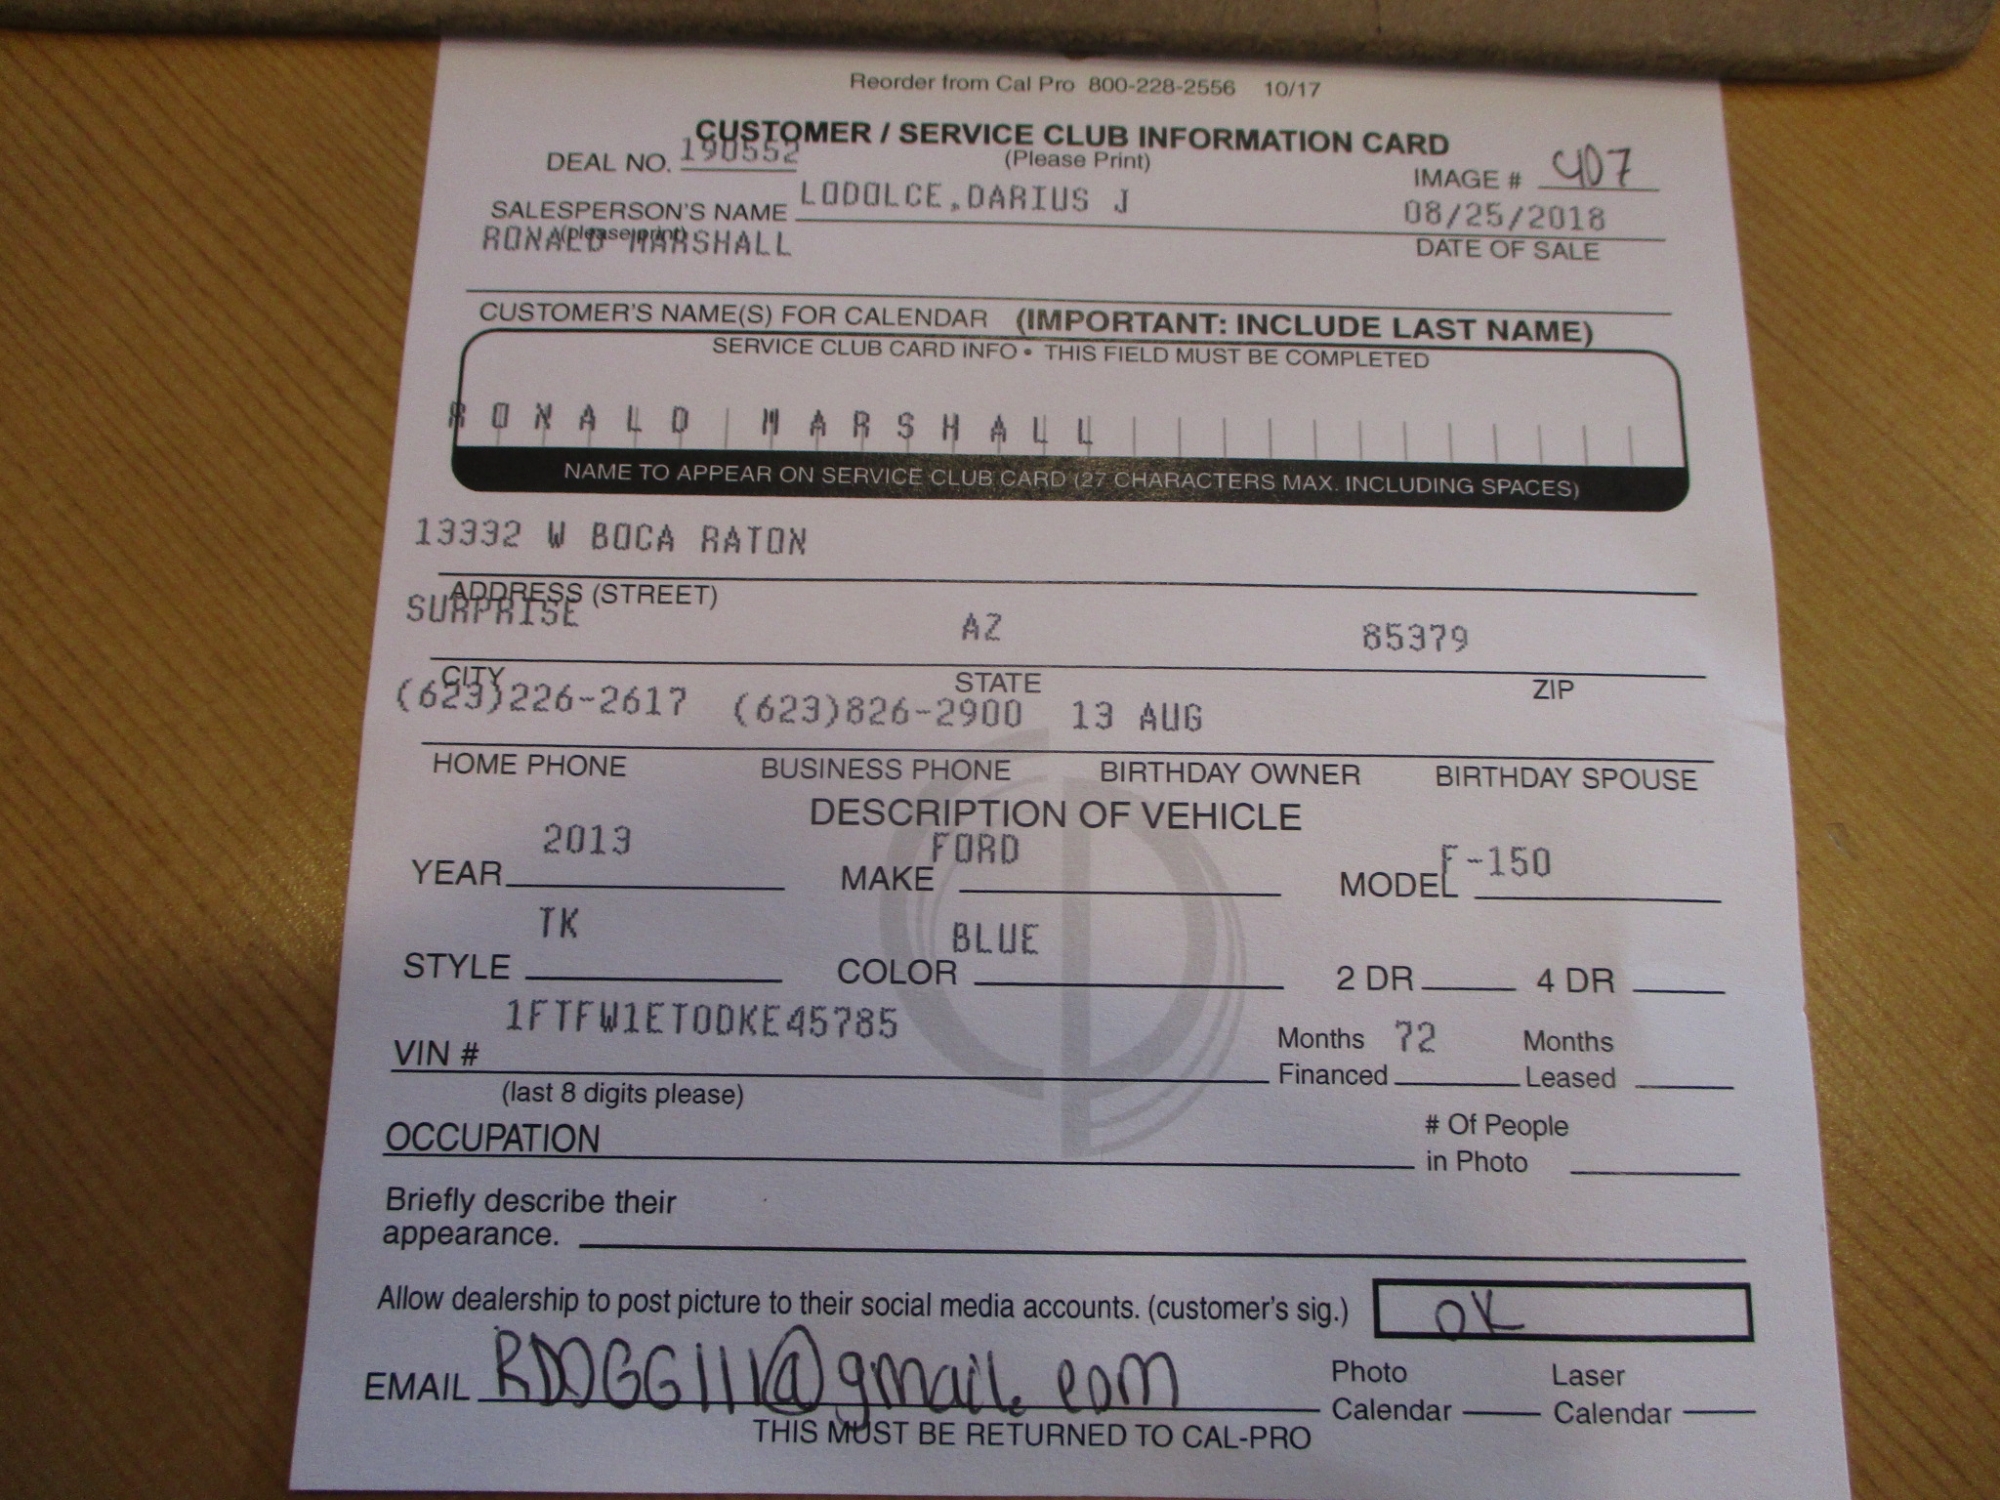 Reorder from Cal Pro 800-228-2556 10/17
CUSTOMER / SERVICE CLUB INFORMATION CARD
DEAL NO. 190552 (Please Print) IMAGE # 407
SALESPERSON'S NAME LODOLCE,DARIUS J 08/25/2018
(please print) DATE OF SALE
RONALD MARSHALL
CUSTOMER'S NAME(S) FOR CALENDAR (IMPORTANT: INCLUDE LAST NAME)
SERVICE CLUB CARD INFO • THIS FIELD MUST BE COMPLETED
RONALD MARSHALL
NAME TO APPEAR ON SERVICE CLUB CARD (27 CHARACTERS MAX. INCLUDING SPACES)
13332 W BOCA RATON
ADDRESS (STREET)
SURPRISE AZ 85379
CITY STATE ZIP
(623)226-2617 (623)826-2900 13 AUG
HOME PHONE BUSINESS PHONE BIRTHDAY OWNER BIRTHDAY SPOUSE
DESCRIPTION OF VEHICLE
YEAR 2013 MAKE FORD MODEL F-150
STYLE TK COLOR BLUE 2 DR 4 DR
VIN # 1FTFW1ET0DKE45785 Months Financed 72 Months Leased
(last 8 digits please)
OCCUPATION # Of People in Photo
Briefly describe their
appearance.
Allow dealership to post picture to their social media accounts. (customer's sig.) OK
EMAIL RDOGG111@gmail.com Photo Calendar Laser Calendar
THIS MUST BE RETURNED TO CAL-PRO